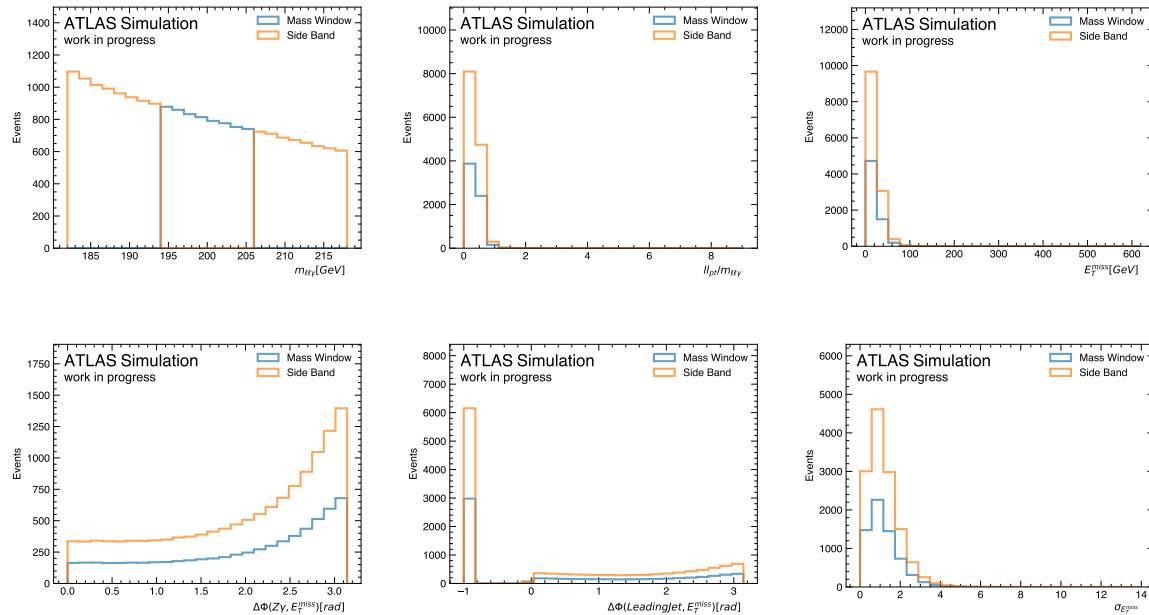 ATLAS Simulation
work in progress
Mass Window
Side Band
Events
1400
1200
1000
800
600
400
200
0
185 190 195 200 205 210 215
m_{ℓℓγ}[GeV]
ATLAS Simulation
work in progress
Mass Window
Side Band
Events
10000
8000
6000
4000
2000
0
0 2 4 6 8
ll_{pt}/m_{ℓℓγ}
ATLAS Simulation
work in progress
Mass Window
Side Band
Events
12000
10000
8000
6000
4000
2000
0
0 100 200 300 400 500 600
E_T^{miss}[GeV]
ATLAS Simulation
work in progress
Mass Window
Side Band
Events
1750
1500
1250
1000
750
500
250
0
0.0 0.5 1.0 1.5 2.0 2.5 3.0
ΔΦ(Zγ, E_T^{miss})[rad]
ATLAS Simulation
work in progress
Mass Window
Side Band
Events
8000
7000
6000
5000
4000
3000
2000
1000
0
−1 0 1 2 3
ΔΦ(LeadingJet, E_T^{miss})[rad]
ATLAS Simulation
work in progress
Mass Window
Side Band
Events
6000
5000
4000
3000
2000
1000
0
0 2 4 6 8 10 12 14
σ_{E_T^{miss}}